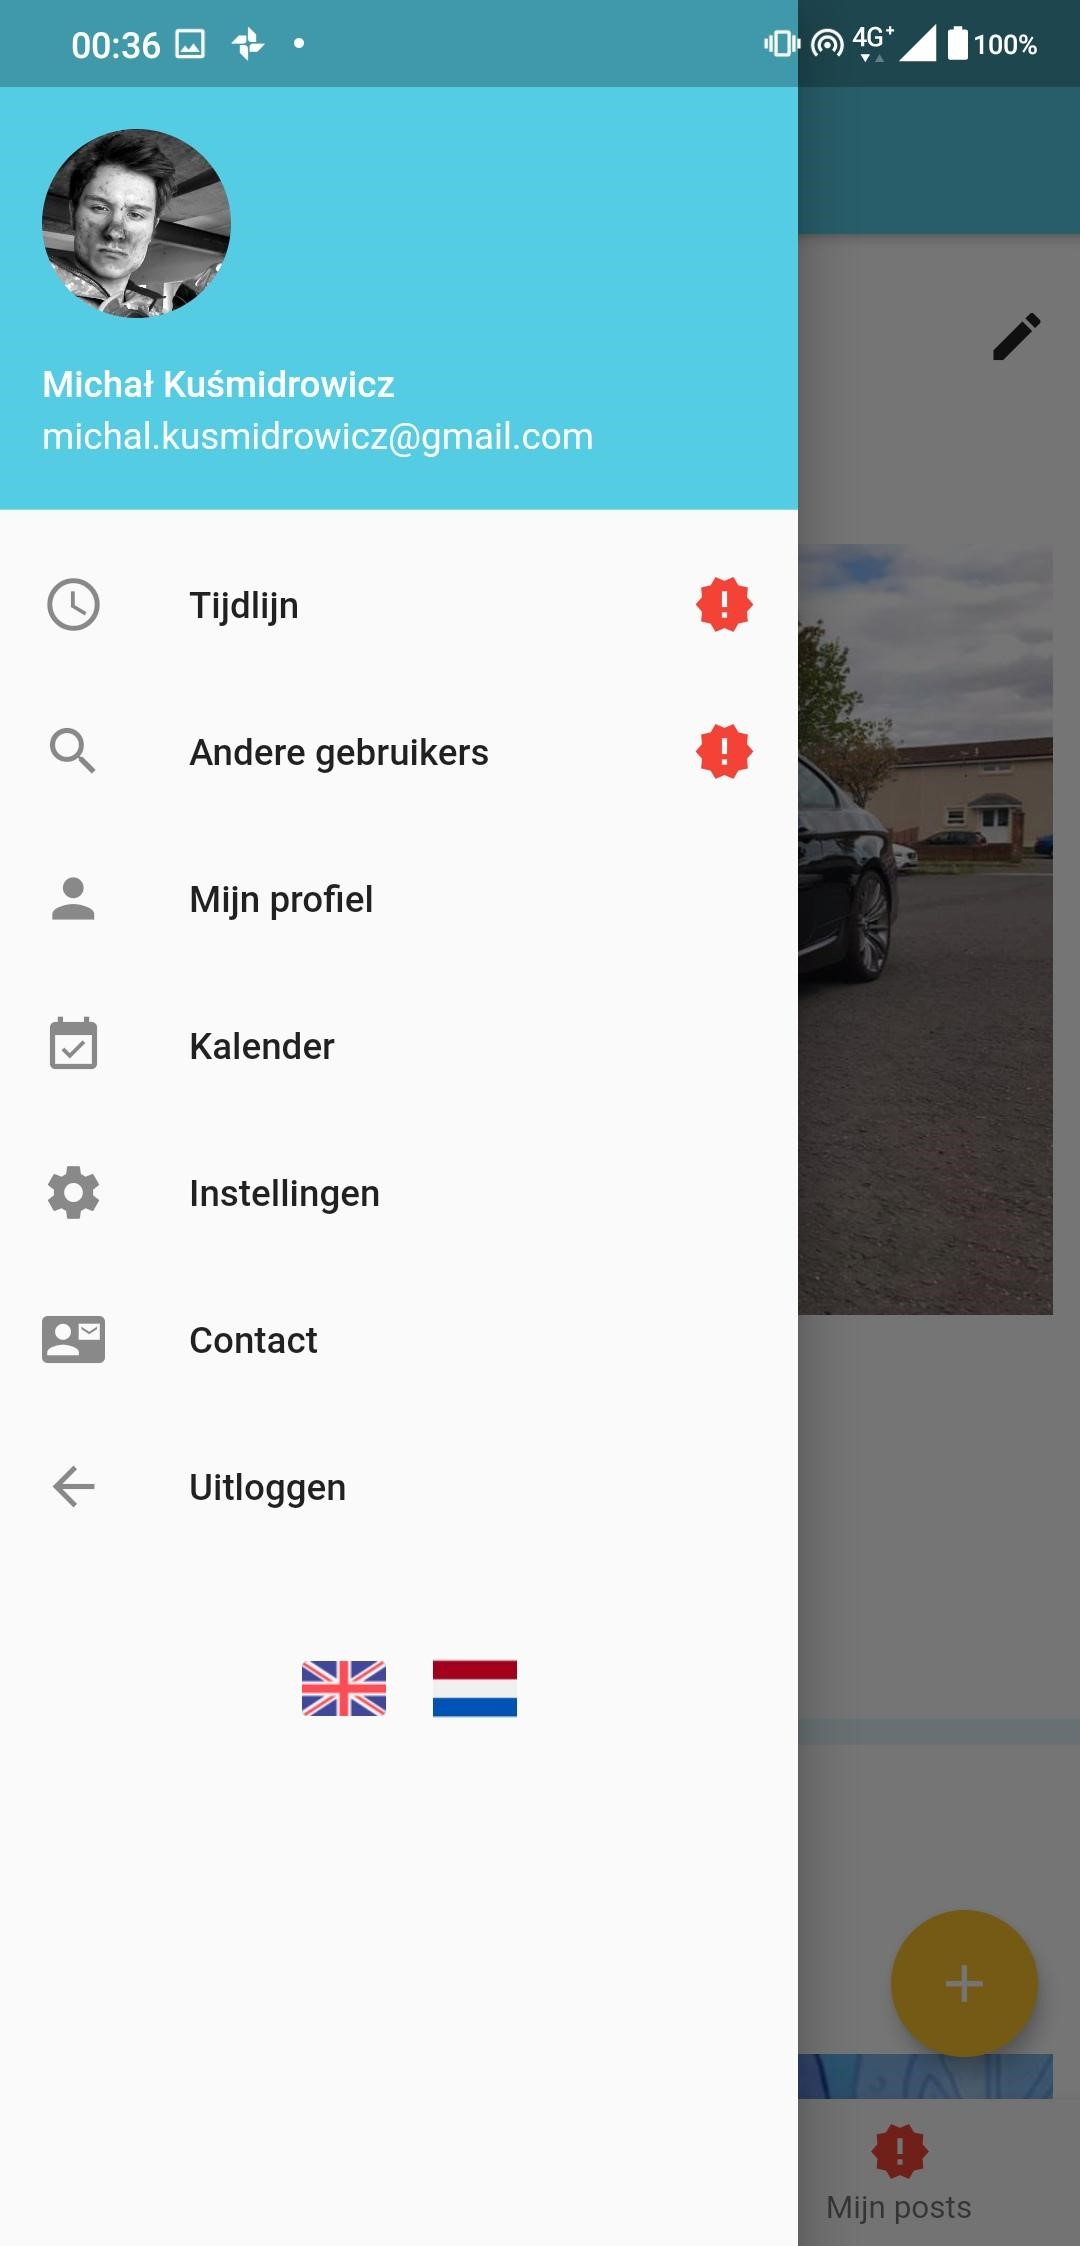 00:36
4G+
100%
Michał Kuśmidrowicz
michal.kusmidrowicz@gmail.com
Tijdlijn
Andere gebruikers
Mijn profiel
Kalender
Instellingen
Contact
Uitloggen
Mijn posts